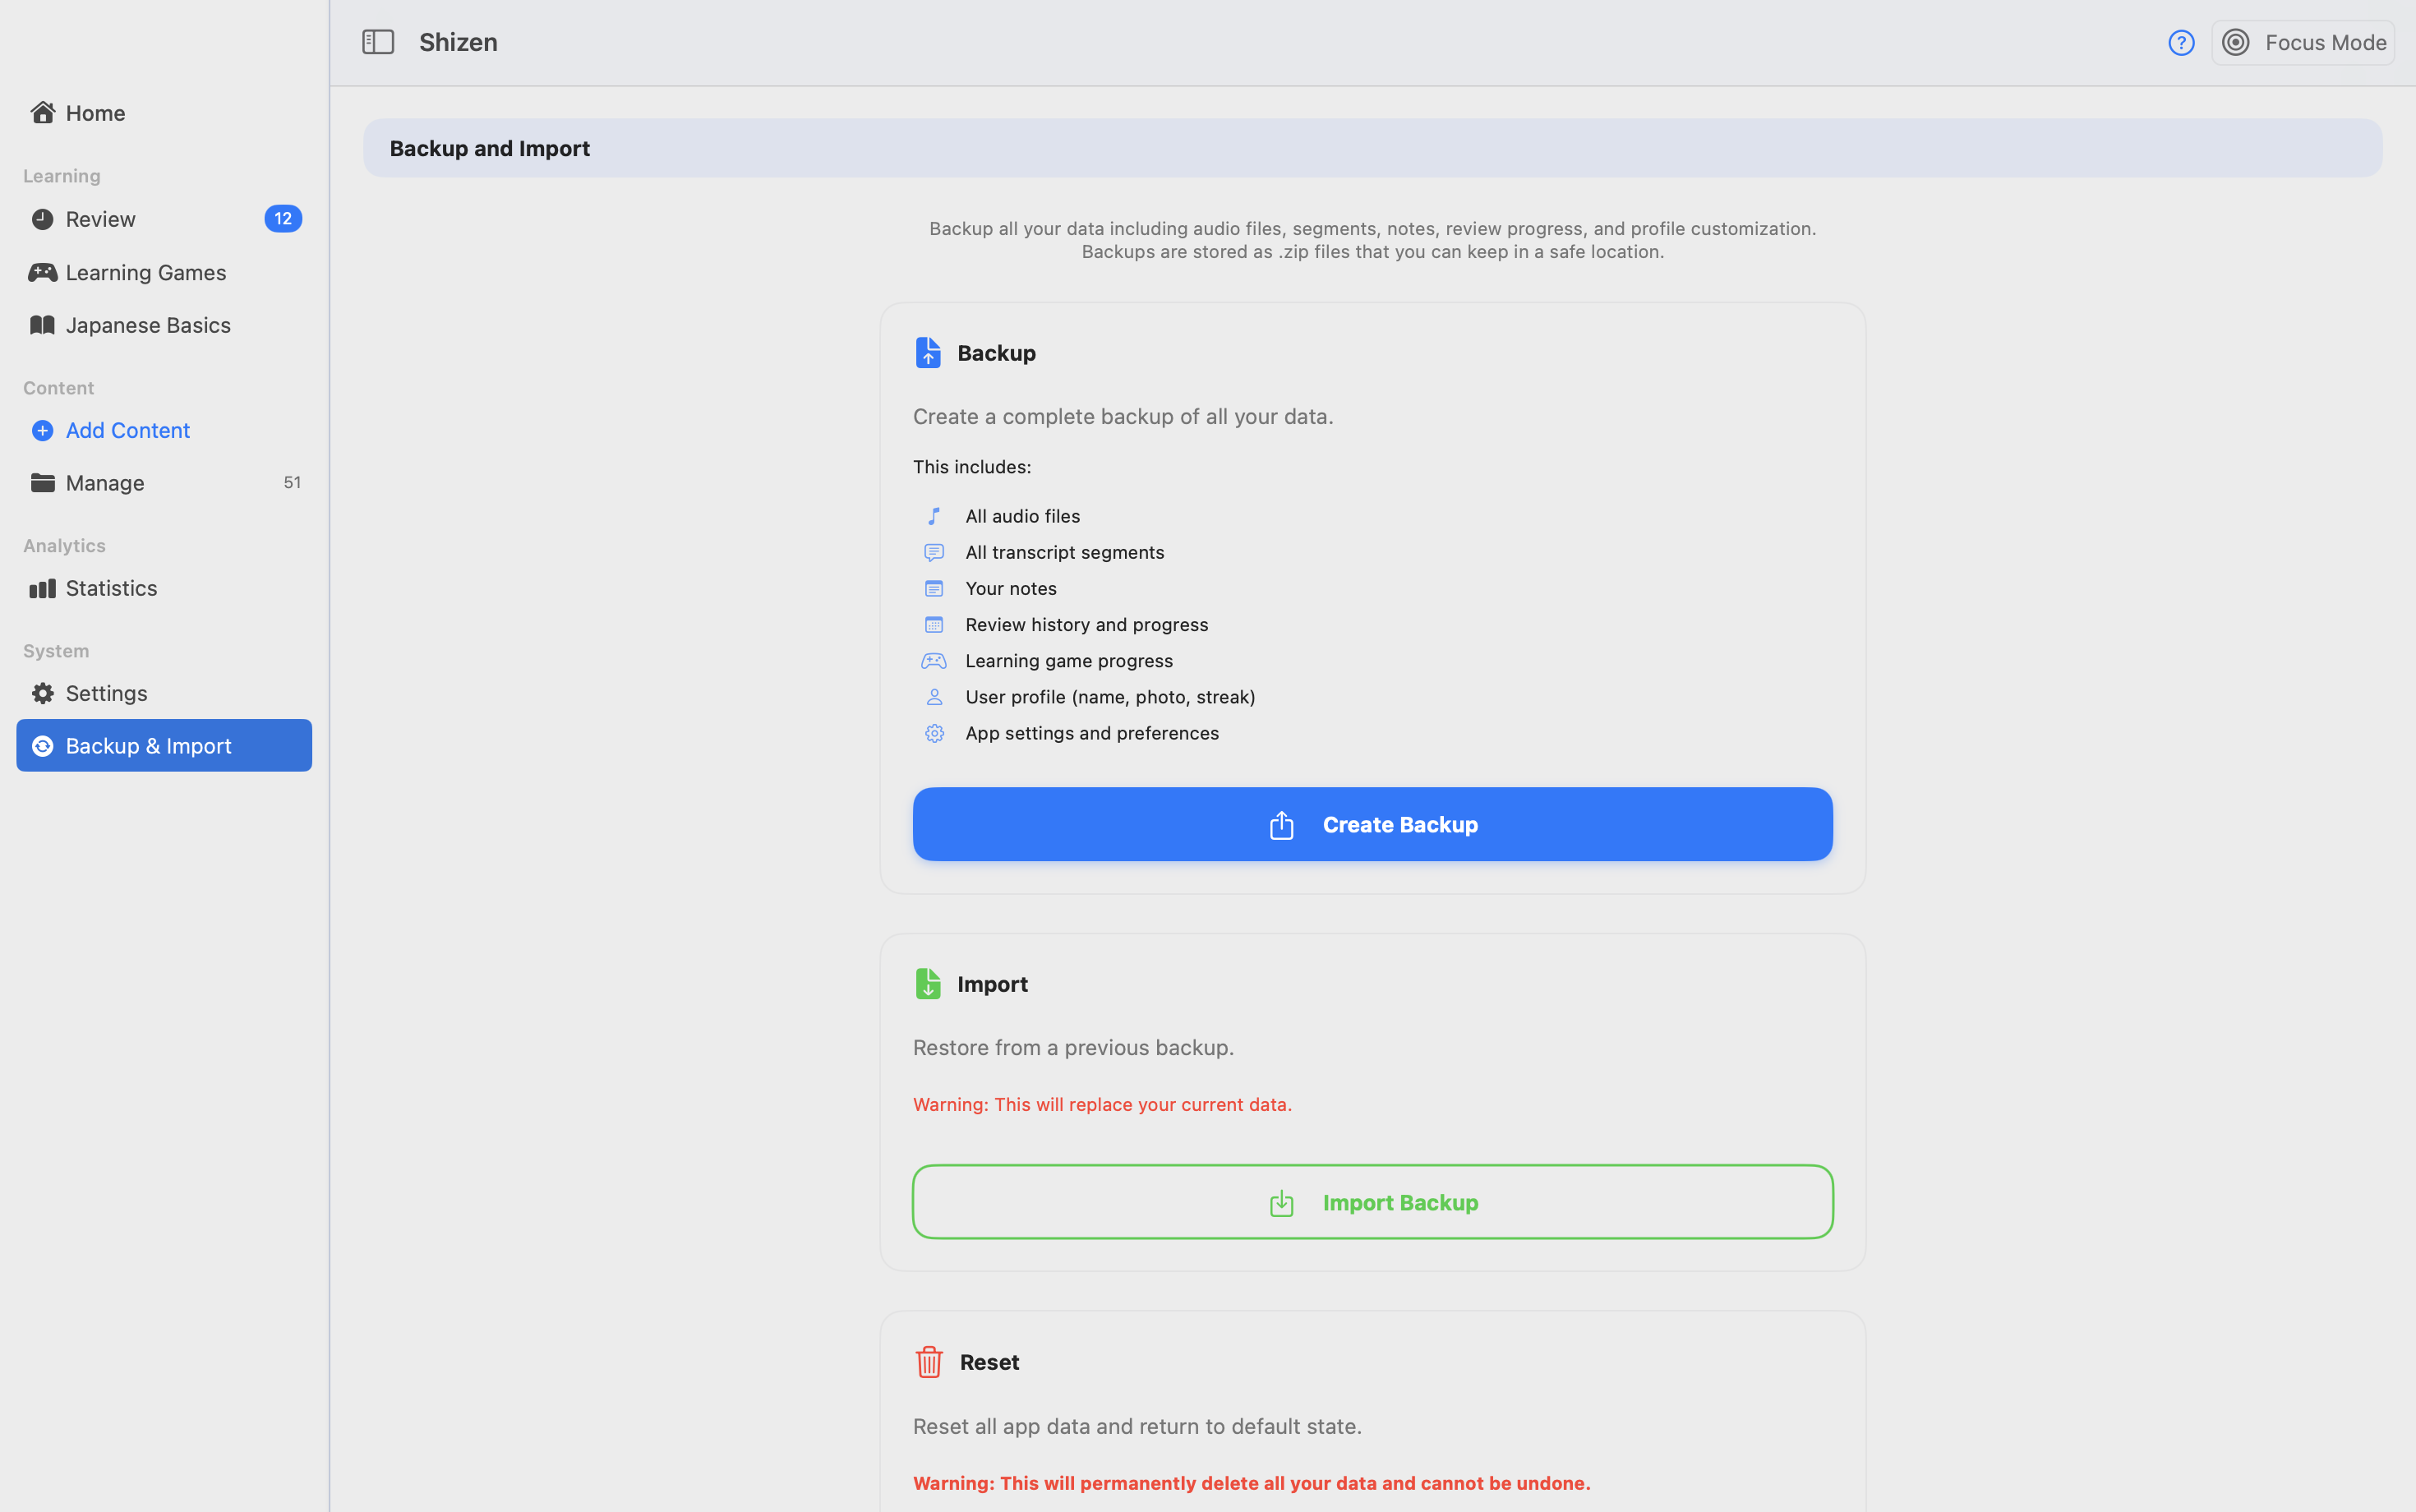 Shizen
Focus Mode
Home
Learning
Review 12
Learning Games
Japanese Basics
Content
Add Content
Manage 51
Analytics
Statistics
System
Settings
Backup & Import
Backup and Import
Backup all your data including audio files, segments, notes, review progress, and profile customization.
Backups are stored as .zip files that you can keep in a safe location.
Backup
Create a complete backup of all your data.
This includes:
All audio files
All transcript segments
Your notes
Review history and progress
Learning game progress
User profile (name, photo, streak)
App settings and preferences
Create Backup
Import
Restore from a previous backup.
Warning: This will replace your current data.
Import Backup
Reset
Reset all app data and return to default state.
Warning: This will permanently delete all your data and cannot be undone.